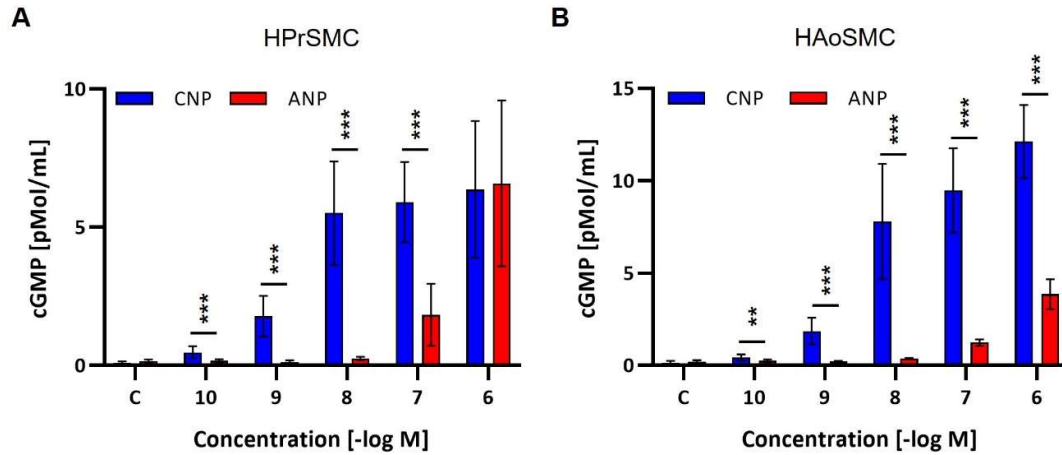 A
HPrSMC
CNP ANP
cGMP [pMol/mL]
10
5
0
***
***
***
***
C 10 9 8 7 6
Concentration [-log M]
B
HAoSMC
CNP ANP
cGMP [pMol/mL]
15
10
5
0
**
***
***
***
***
C 10 9 8 7 6
Concentration [-log M]